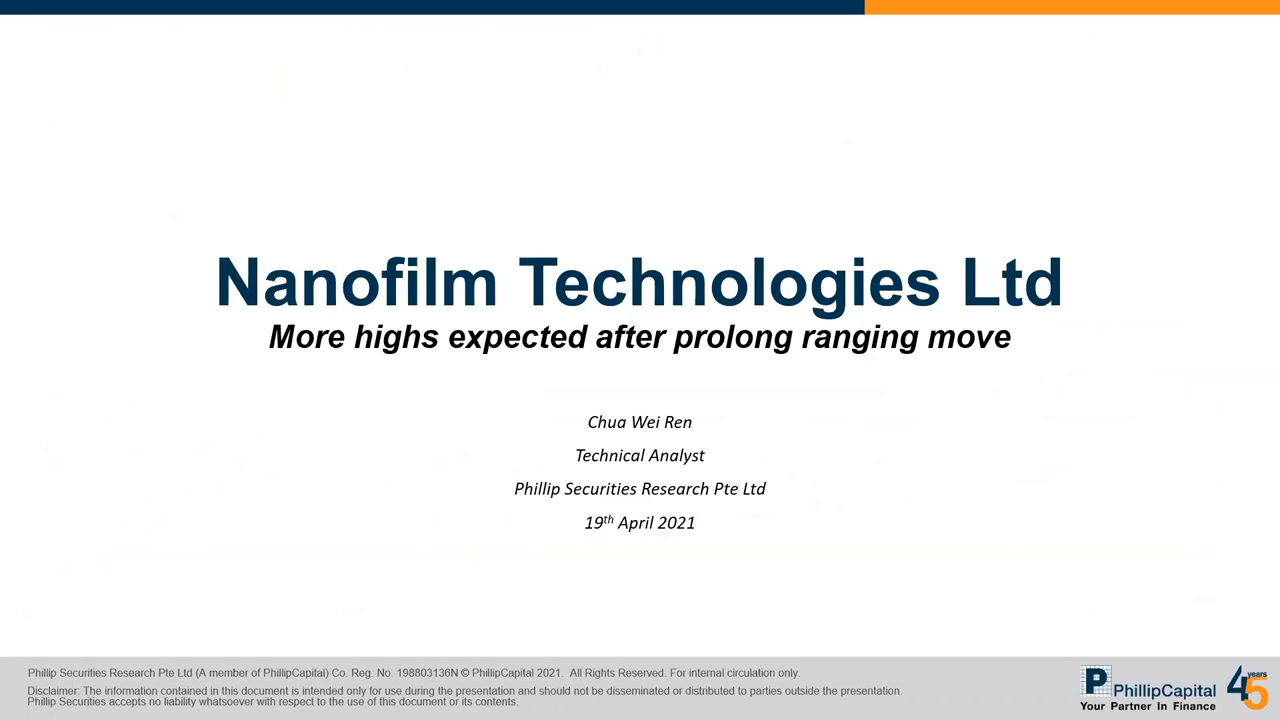 Nanofilm Technologies Ltd
More highs expected after prolong ranging move
Chua Wei Ren
Technical Analyst
Phillip Securities Research Pte Ltd
19th April 2021
Phillip Securities Research Pte Ltd (A member of PhillipCapital) Co. Reg. No. 198803136N © PhillipCapital 2021. All Rights Reserved. For internal circulation only.
Disclaimer: The information contained in this document is intended only for use during the presentation and should not be disseminated or distributed to parties outside the presentation.
Phillip Securities accepts no liability whatsoever with respect to the use of this document or its contents.
P PhillipCapital
Your Partner In Finance
45 years